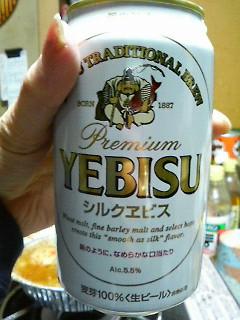 TRADITIONAL BREW
BORN 1887
Premium
YEBISU
シルクヱビス
Wheat malt, fine barley malt and select hops
create this "smooth as silk" flavor.
絹のように、なめらかな口当たり
Alc.5.5%
麦芽100%〈生ビール〉